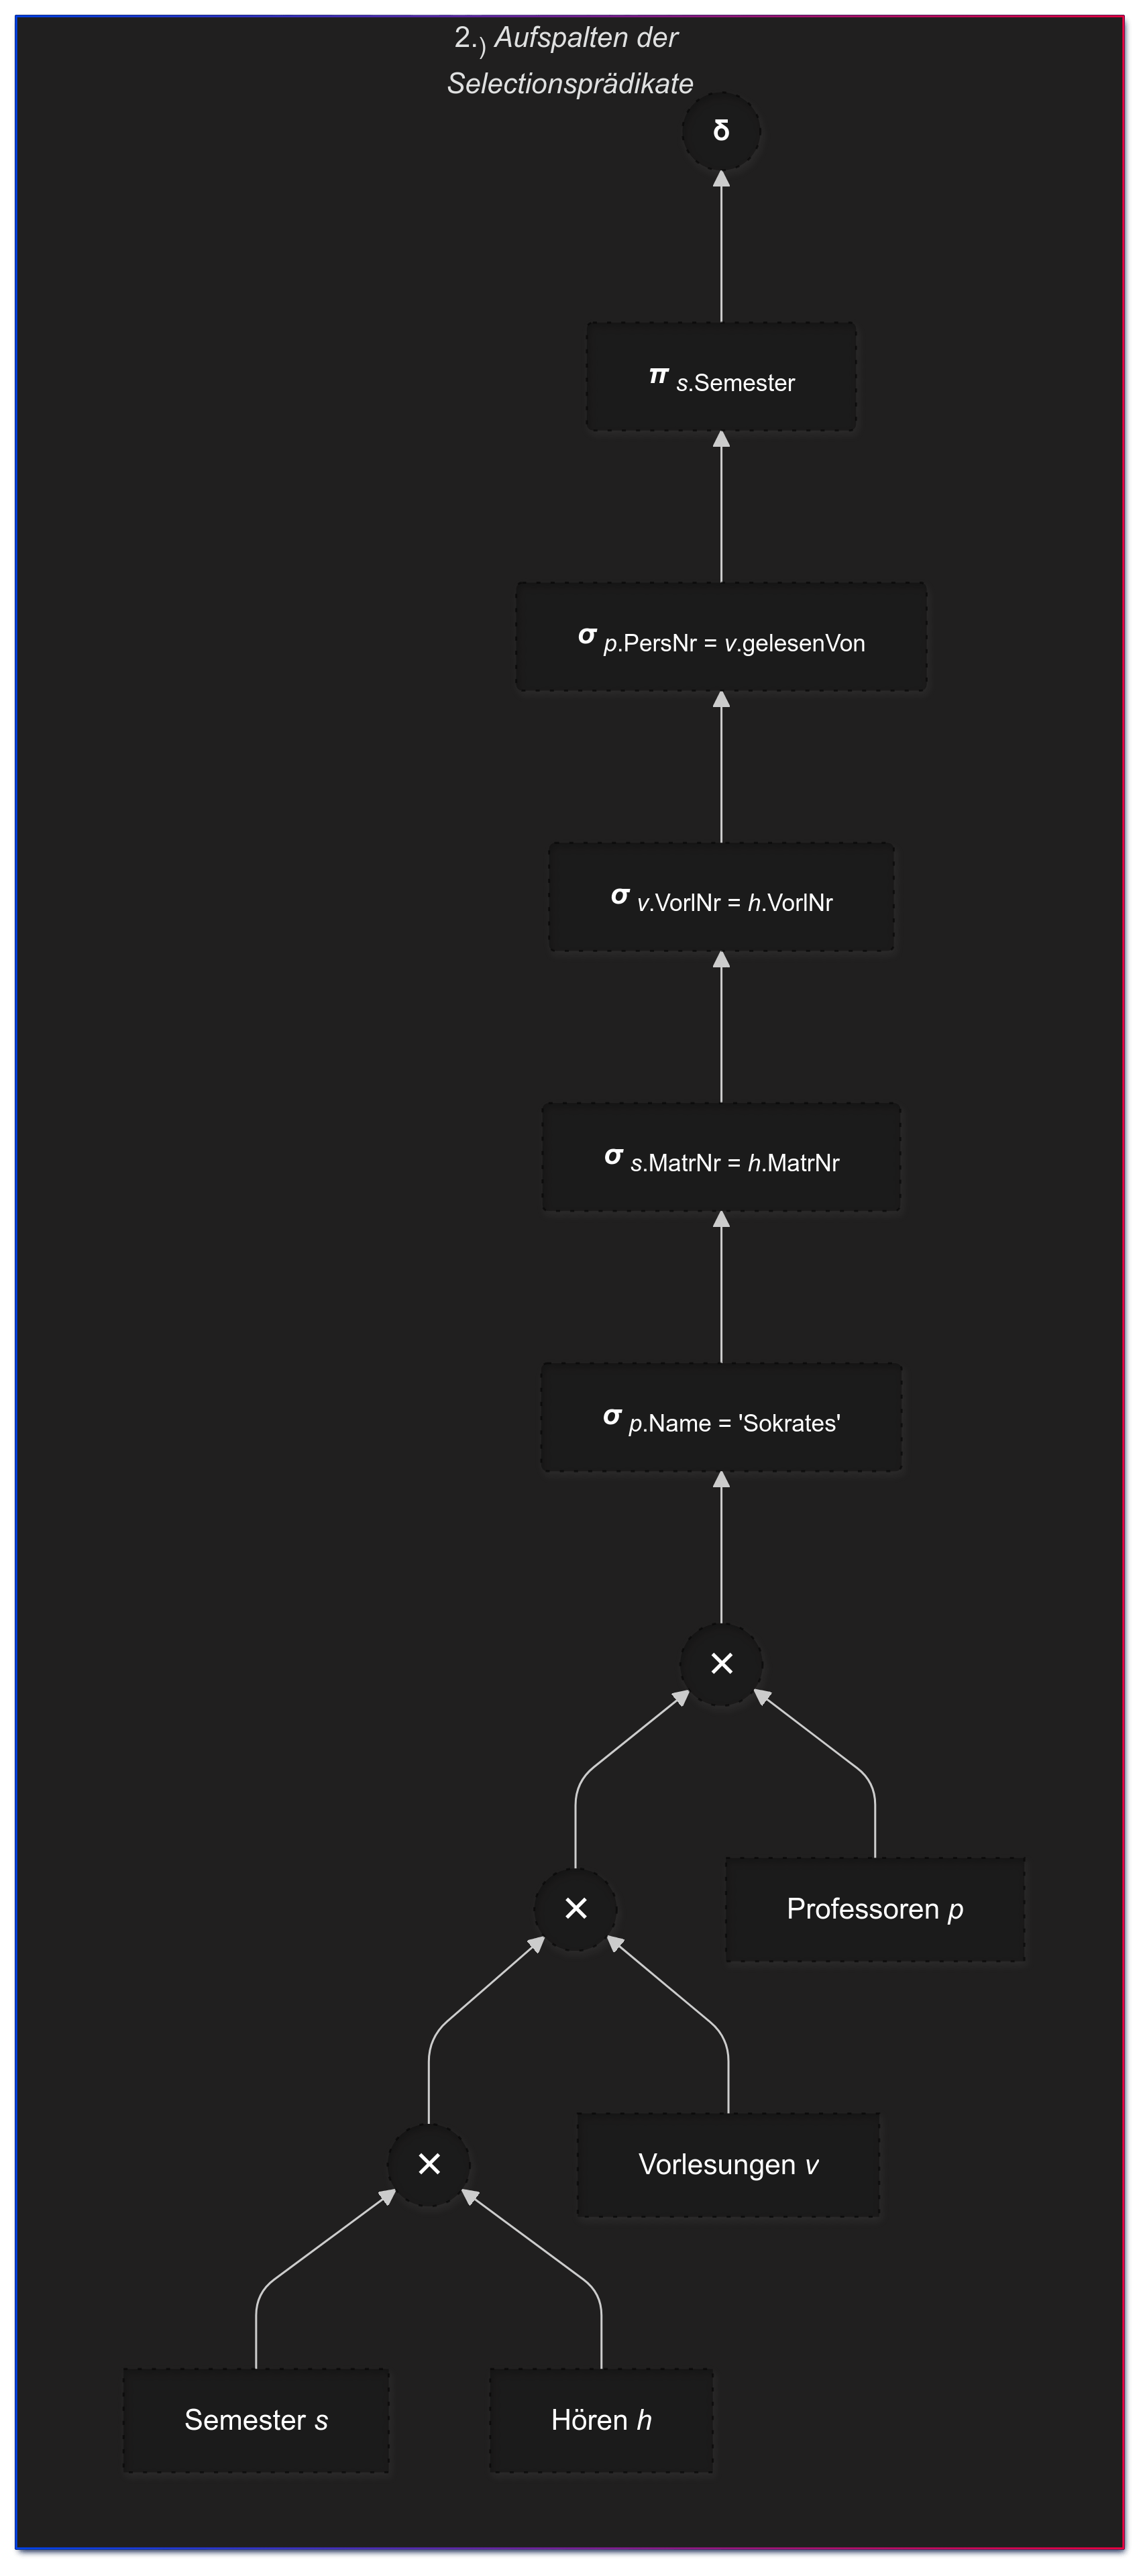 2.) Aufspalten der
Selectionsprädikate
δ
π s.Semester
σ p.PersNr = v.gelesenVon
σ v.VorlNr = h.VorlNr
σ s.MatrNr = h.MatrNr
σ p.Name = 'Sokrates'
×
×
Professoren p
×
Vorlesungen v
Semester s
Hören h